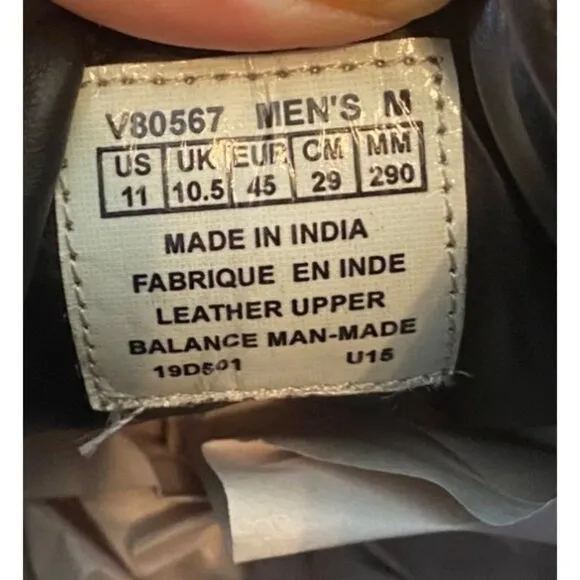 V80567 MEN'S M
US UK EUR CM MM
11 10.5 45 29 290
MADE IN INDIA
FABRIQUE EN INDE
LEATHER UPPER
BALANCE MAN-MADE
U15